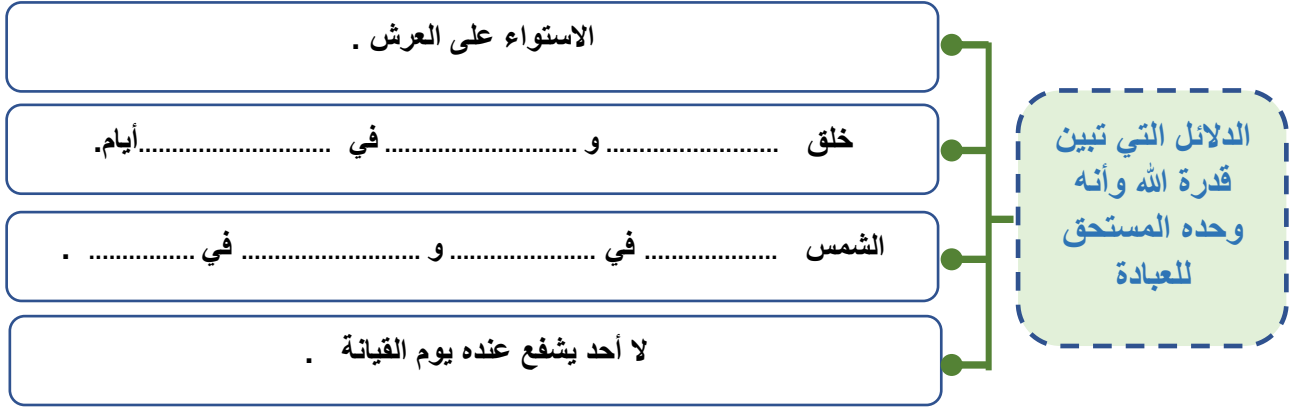 الدلائل التي تبين
قدرة الله وأنه
وحده المستحق
للعبادة
الاستواء على العرش .
خلق .......................... و ............................. في .............................أيام.
الشمس .................... في ...................... و ........................... في ................ .
لا أحد يشفع عنده يوم القيانة .